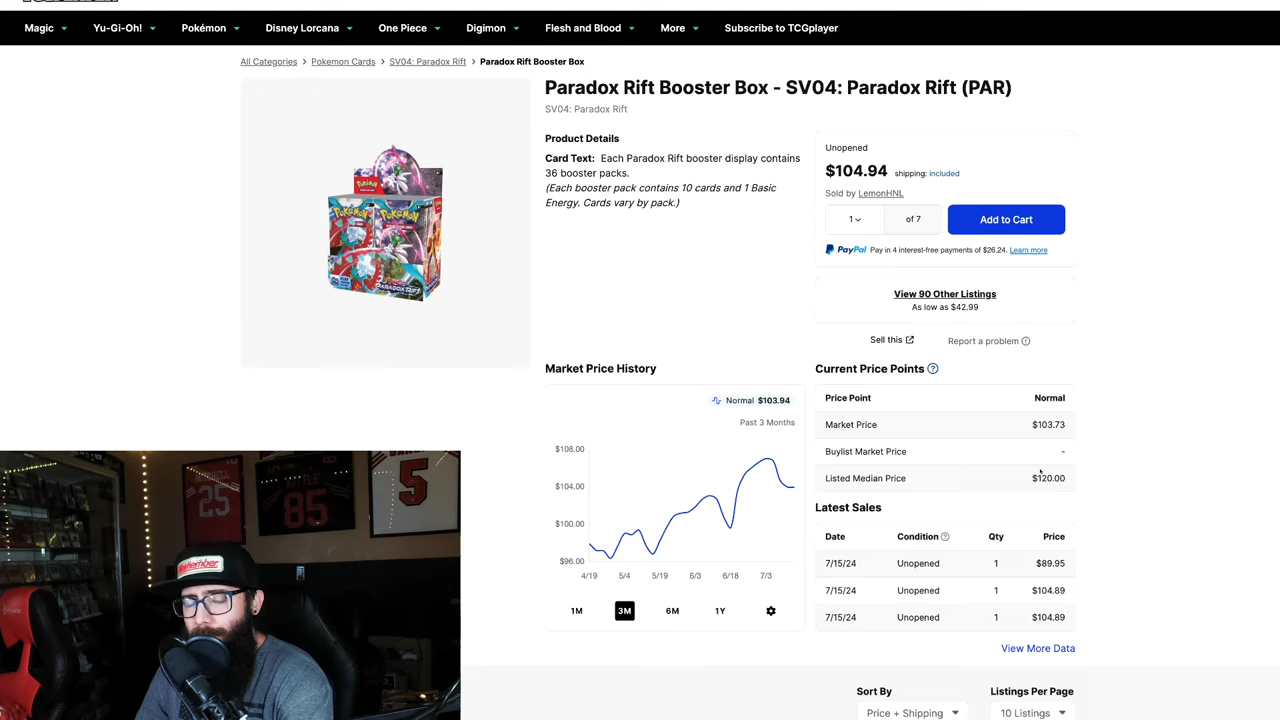 Magic Yu-Gi-Oh! Pokémon Disney Lorcana One Piece Digimon Flesh and Blood More Subscribe to TCGplayer
All Categories > Pokemon Cards > SV04: Paradox Rift > Paradox Rift Booster Box
Paradox Rift Booster Box - SV04: Paradox Rift (PAR)
SV04: Paradox Rift
Product Details
Card Text: Each Paradox Rift booster display contains
36 booster packs.
(Each booster pack contains 10 cards and 1 Basic
Energy. Cards vary by pack.)
Unopened
$104.94 shipping: included
Sold by LemonHNL
1 of 7 Add to Cart
PayPal Pay in 4 interest-free payments of $26.24. Learn more
View 90 Other Listings
As low as $42.99
Sell this Report a problem
Pokémon
Pokémon Pokémon
PARADOX RIFT
Market Price History
Normal $103.94
Past 3 Months
$108.00
$104.00
$100.00
$96.00
4/19 5/4 5/19 6/3 6/18 7/3
1M 3M 6M 1Y
Current Price Points ?
Price Point Normal
Market Price $103.73
Buylist Market Price -
Listed Median Price $120.00
Latest Sales
Date Condition Qty Price
7/15/24 Unopened 1 $89.95
7/15/24 Unopened 1 $104.89
7/15/24 Unopened 1 $104.89
View More Data
Sort By Listings Per Page
Price + Shipping 10 Listings
25
85
5